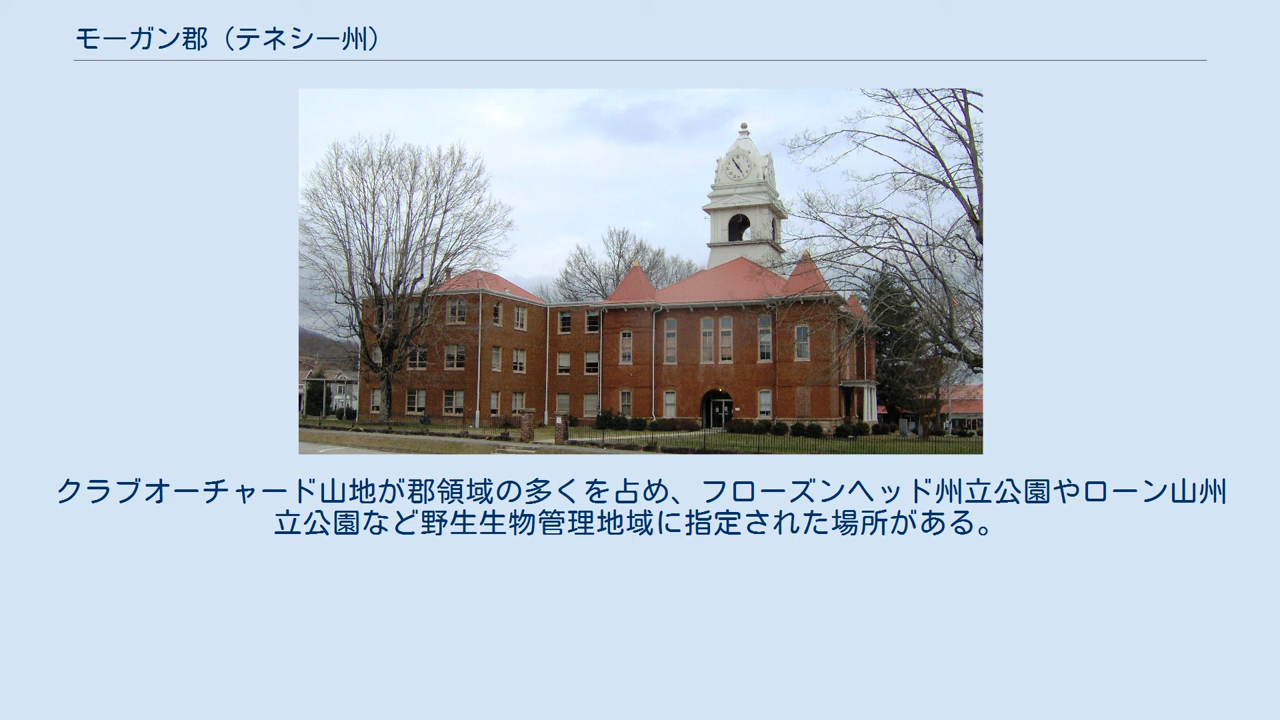 モーガン郡（テネシー州）
クラブオーチャード山地が郡領域の多くを占め、フローズンヘッド州立公園やローン山州
立公園など野生生物管理地域に指定された場所がある。